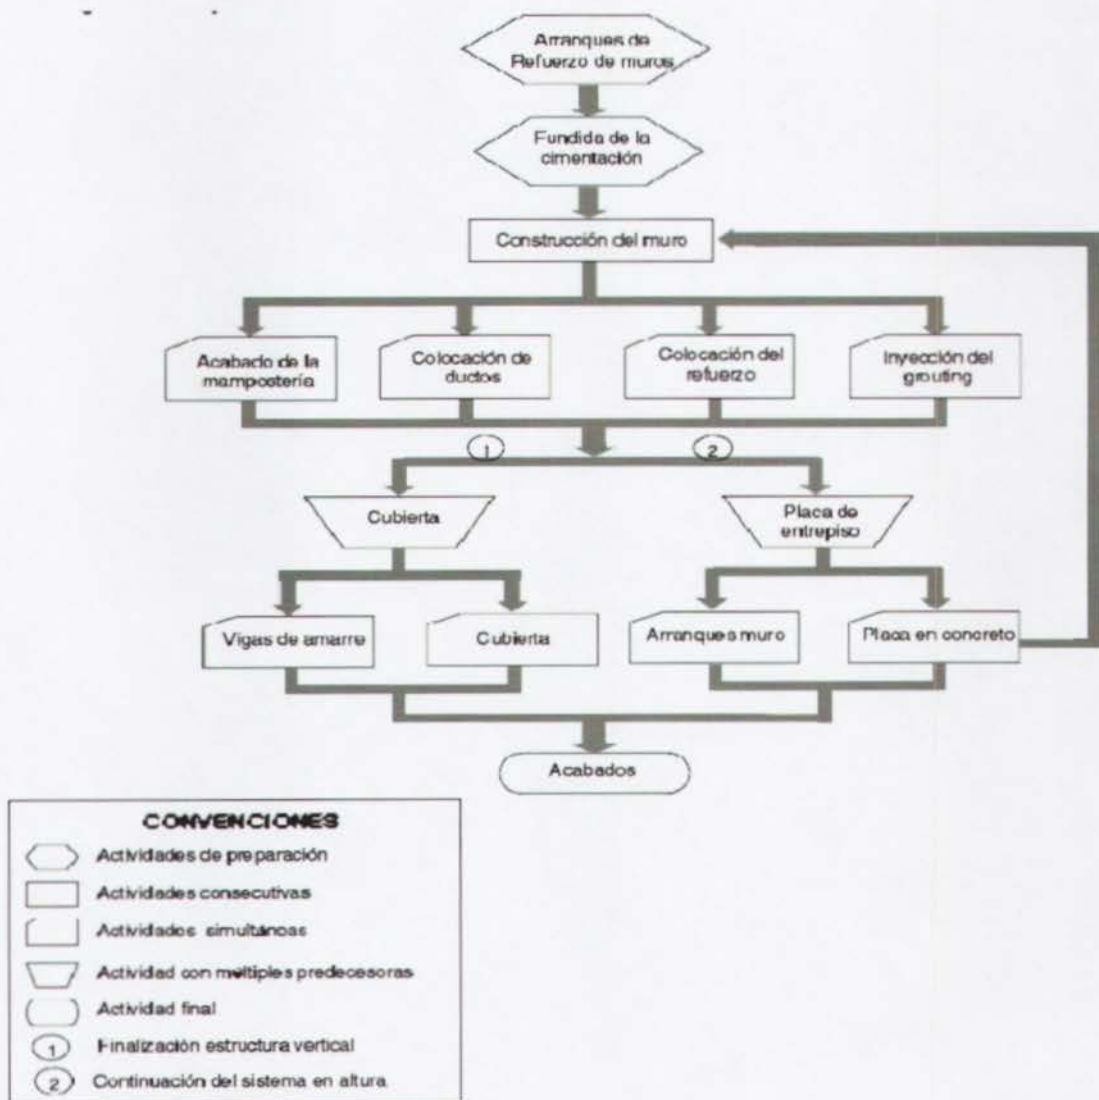 Arranques de
Refuerzo de muros
Fundida de la
cimentación
Construcción del muro
Acabado de la
mampostería
Colocación de
ductos
Colocación del
refuerzo
Inyección del
grouting
1
2
Cubierta
Placa de
entrepiso
Vigas de amarre
Cubierta
Arranques muro
Placa en concreto
Acabados
CONVENCIONES
Actividades de preparación
Actividades consecutivas
Actividades simultáneas
Actividad con múltiples predecesoras
Actividad final
1 Finalización estructura vertical
2 Continuación del sistema en altura